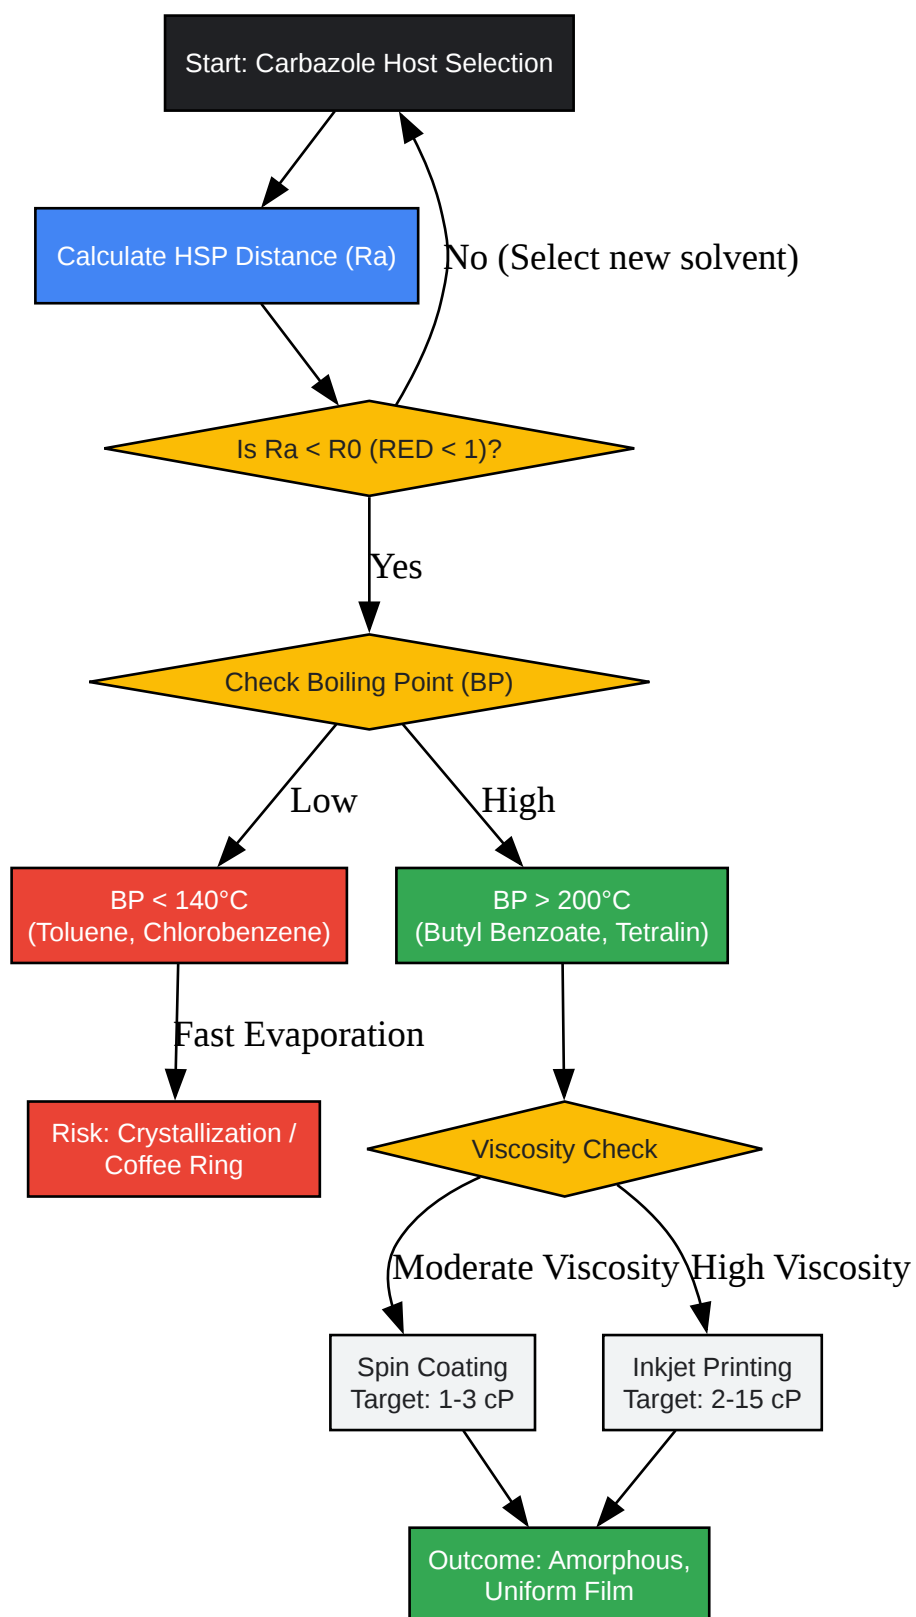 Start: Carbazole Host Selection
Calculate HSP Distance (Ra)
No (Select new solvent)
Is Ra < R0 (RED < 1)?
Yes
Check Boiling Point (BP)
Low
High
BP < 140°C
(Toluene, Chlorobenzene)
BP > 200°C
(Butyl Benzoate, Tetralin)
Fast Evaporation
Risk: Crystallization /
Coffee Ring
Viscosity Check
Moderate Viscosity
High Viscosity
Spin Coating
Target: 1-3 cP
Inkjet Printing
Target: 2-15 cP
Outcome: Amorphous,
Uniform Film